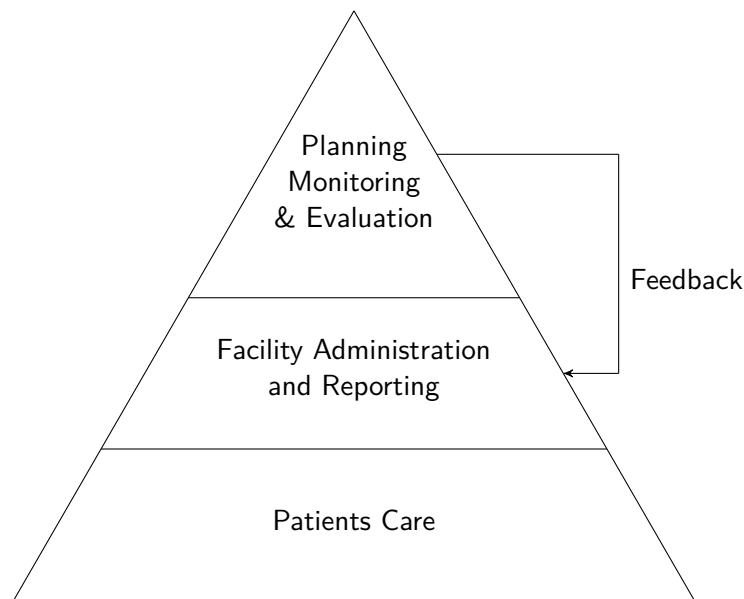 Planning
Monitoring
& Evaluation
Feedback
Facility Administration
and Reporting
Patients Care